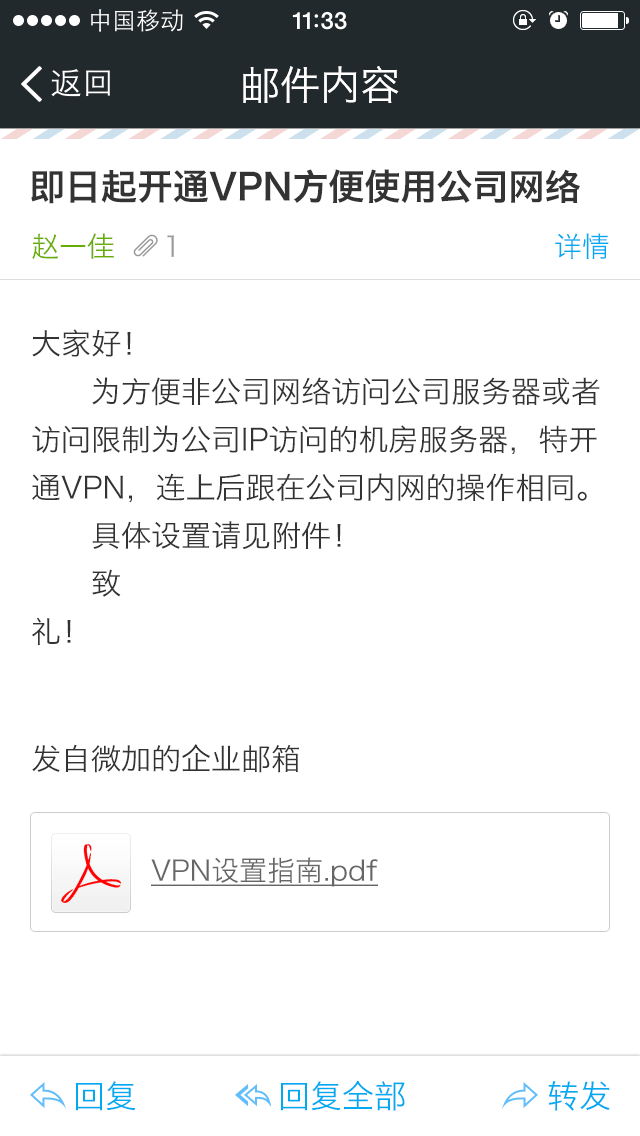 中国移动 11:33
返回 邮件内容
即日起开通VPN方便使用公司网络
赵一佳 1 详情
大家好！
为方便非公司网络访问公司服务器或者
访问限制为公司IP访问的机房服务器，特开
通VPN，连上后跟在公司内网的操作相同。
具体设置请见附件！
致
礼！
发自微加的企业邮箱
VPN设置指南.pdf
回复 回复全部 转发